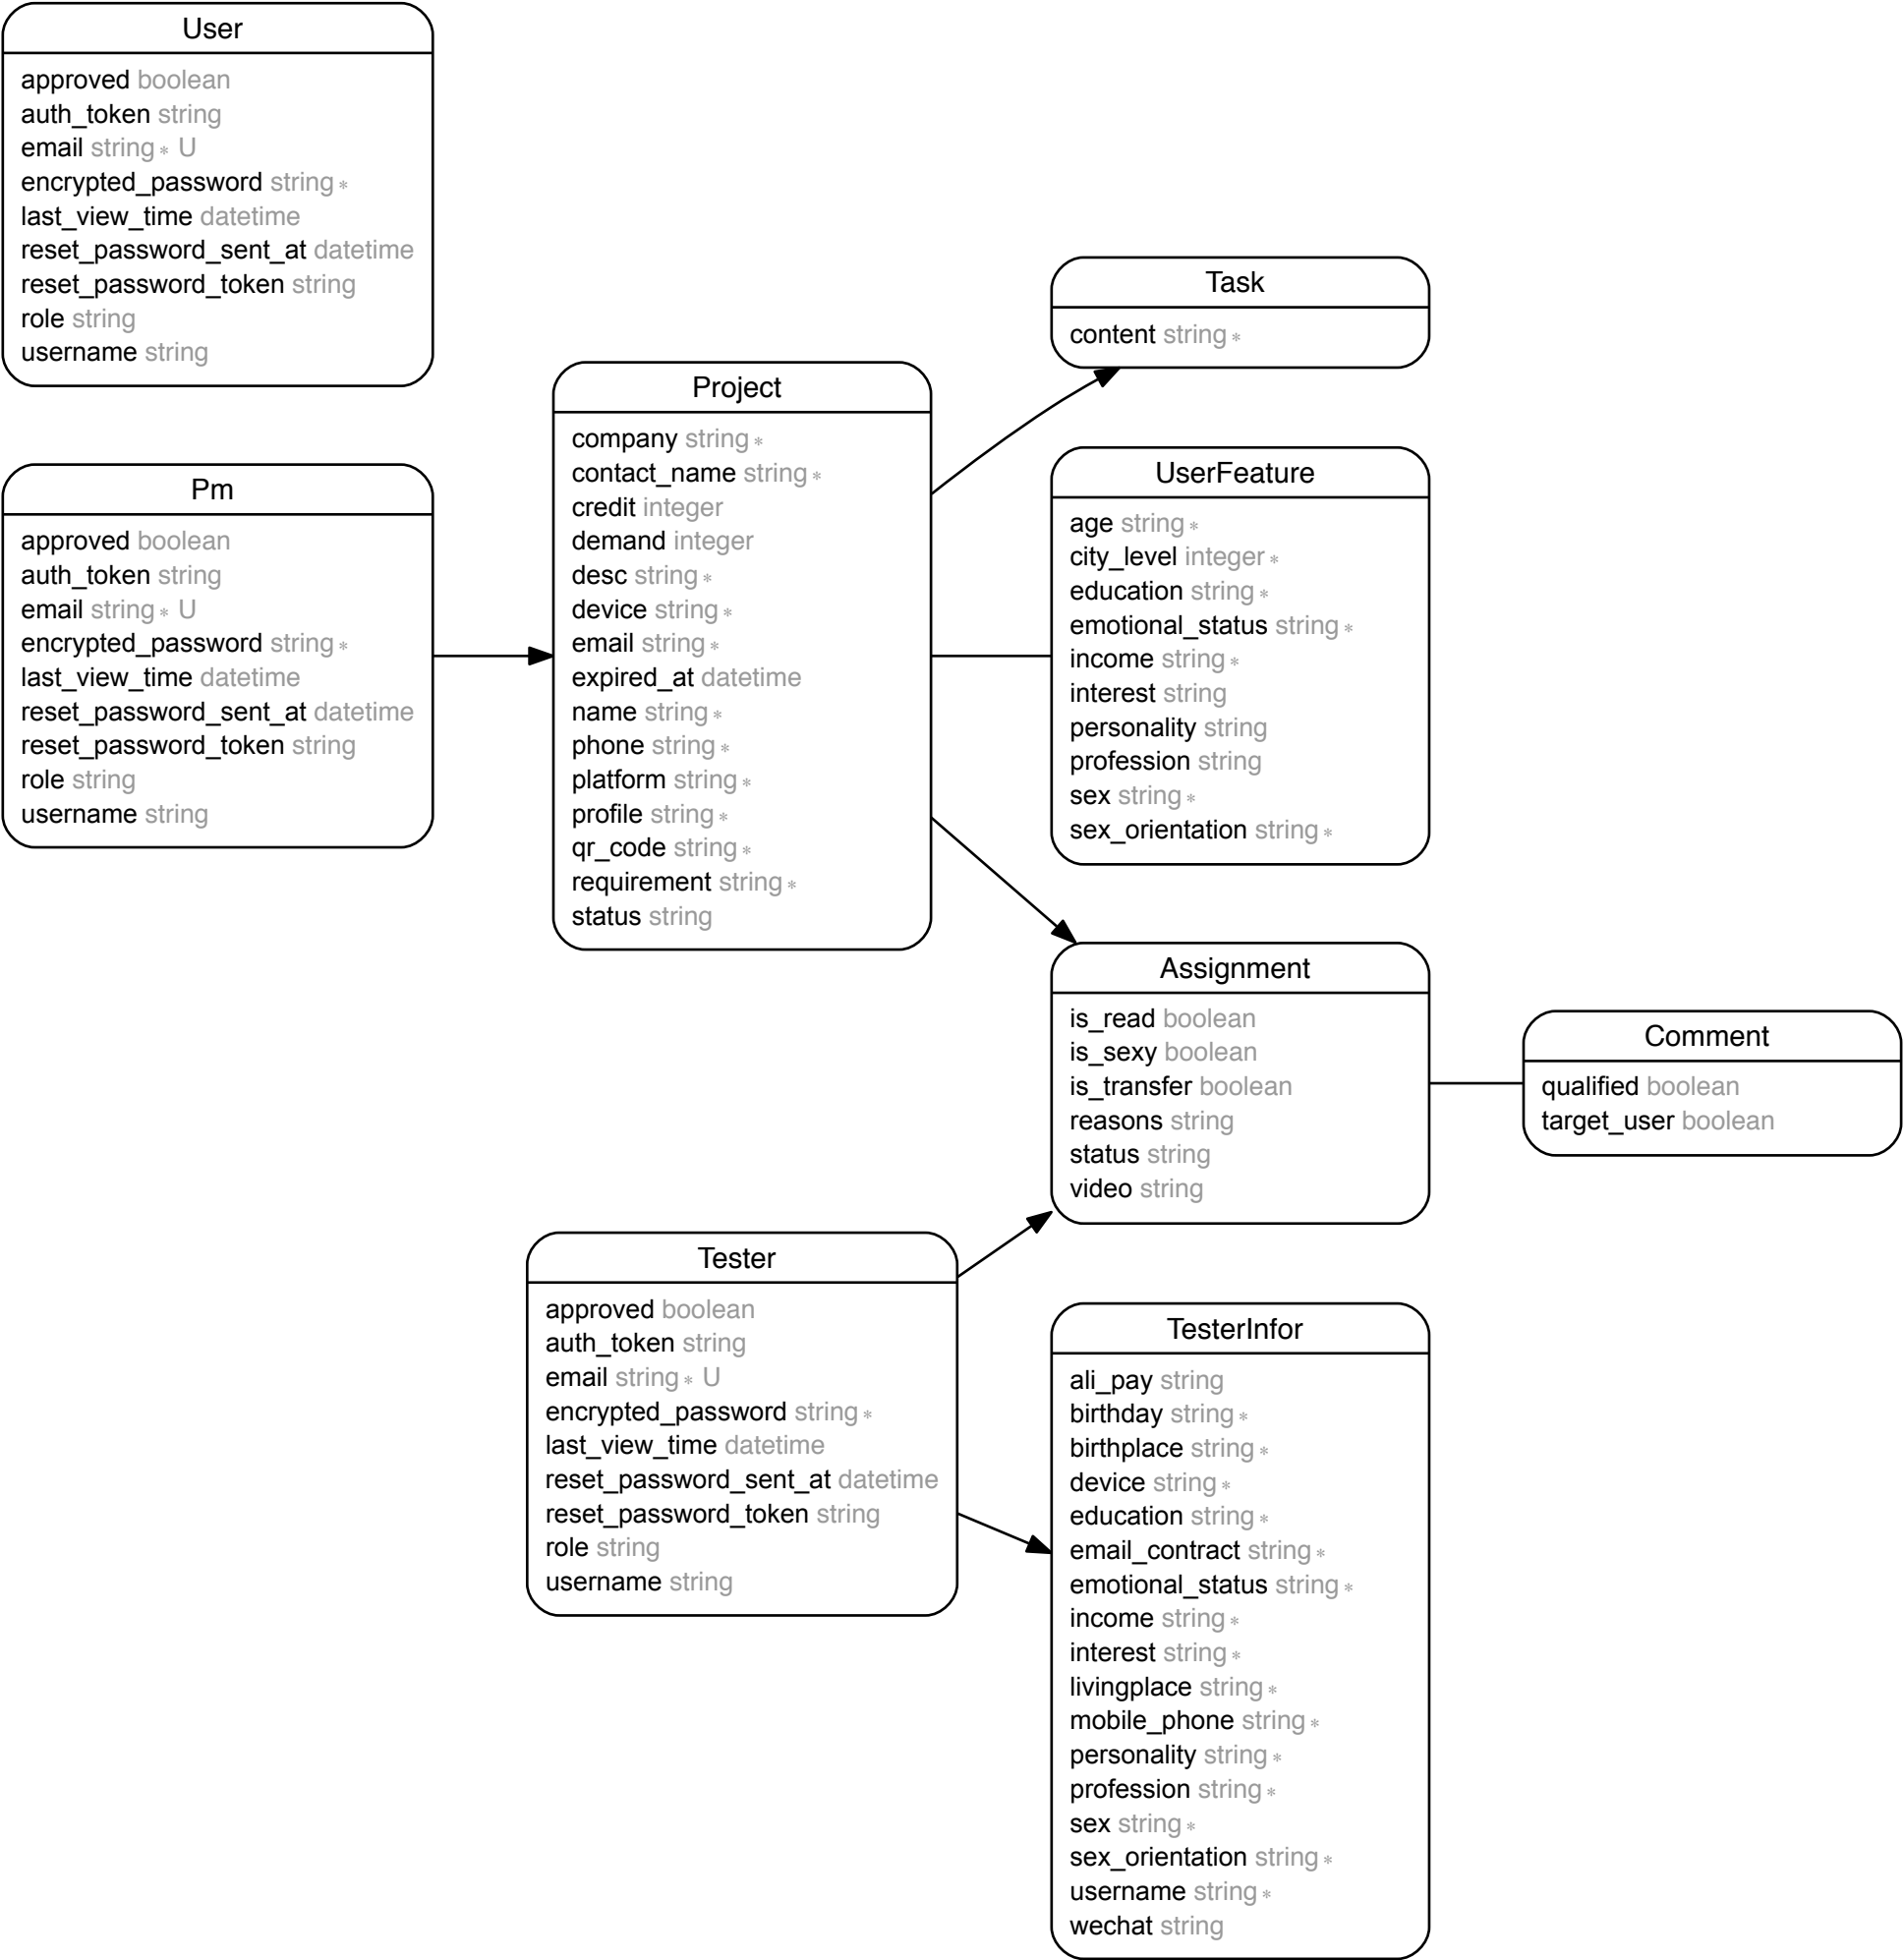 User
approved boolean
auth_token string
email string* U
encrypted_password string*
last_view_time datetime
reset_password_sent_at datetime
reset_password_token string
role string
username string
Pm
approved boolean
auth_token string
email string* U
encrypted_password string*
last_view_time datetime
reset_password_sent_at datetime
reset_password_token string
role string
username string
Project
company string*
contact_name string*
credit integer
demand integer
desc string*
device string*
email string*
expired_at datetime
name string*
phone string*
platform string*
profile string*
qr_code string*
requirement string*
status string
Task
content string*
UserFeature
age string*
city_level integer*
education string*
emotional_status string*
income string*
interest string
personality string
profession string
sex string*
sex_orientation string*
Assignment
is_read boolean
is_sexy boolean
is_transfer boolean
reasons string
status string
video string
Comment
qualified boolean
target_user boolean
Tester
approved boolean
auth_token string
email string* U
encrypted_password string*
last_view_time datetime
reset_password_sent_at datetime
reset_password_token string
role string
username string
TesterInfor
ali_pay string
birthday string*
birthplace string*
device string*
education string*
email_contract string*
emotional_status string*
income string*
interest string*
livingplace string*
mobile_phone string*
personality string*
profession string*
sex string*
sex_orientation string*
username string*
wechat string